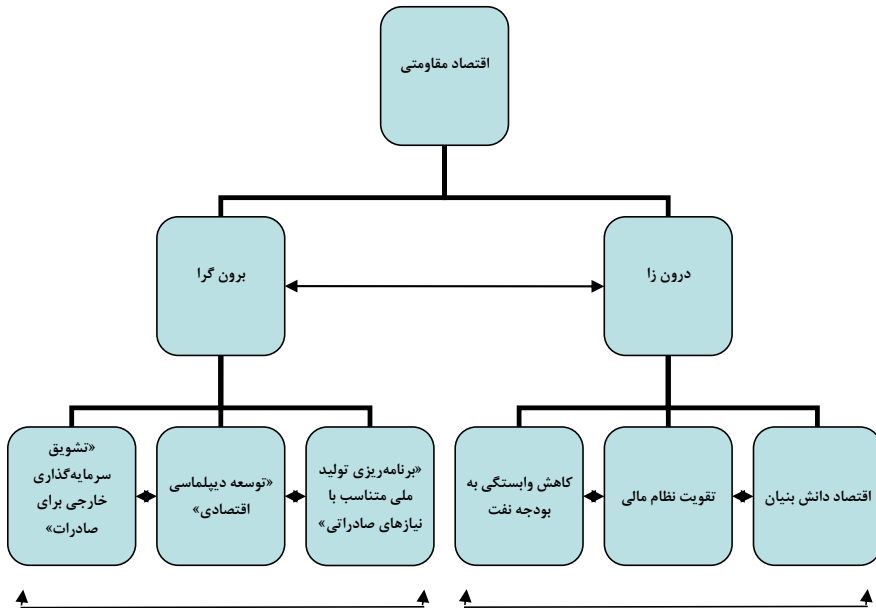 اقتصاد مقاومتی
درون زا
برون گرا
اقتصاد دانش بنیان
تقویت نظام مالی
کاهش وابستگی به
بودجه نفت
«برنامه‌ریزی تولید
ملی متناسب با
نیازهای صادراتی»
«توسعه دیپلماسی
اقتصادی»
«تشویق
سرمایه‌گذاری
خارجی برای
صادرات»